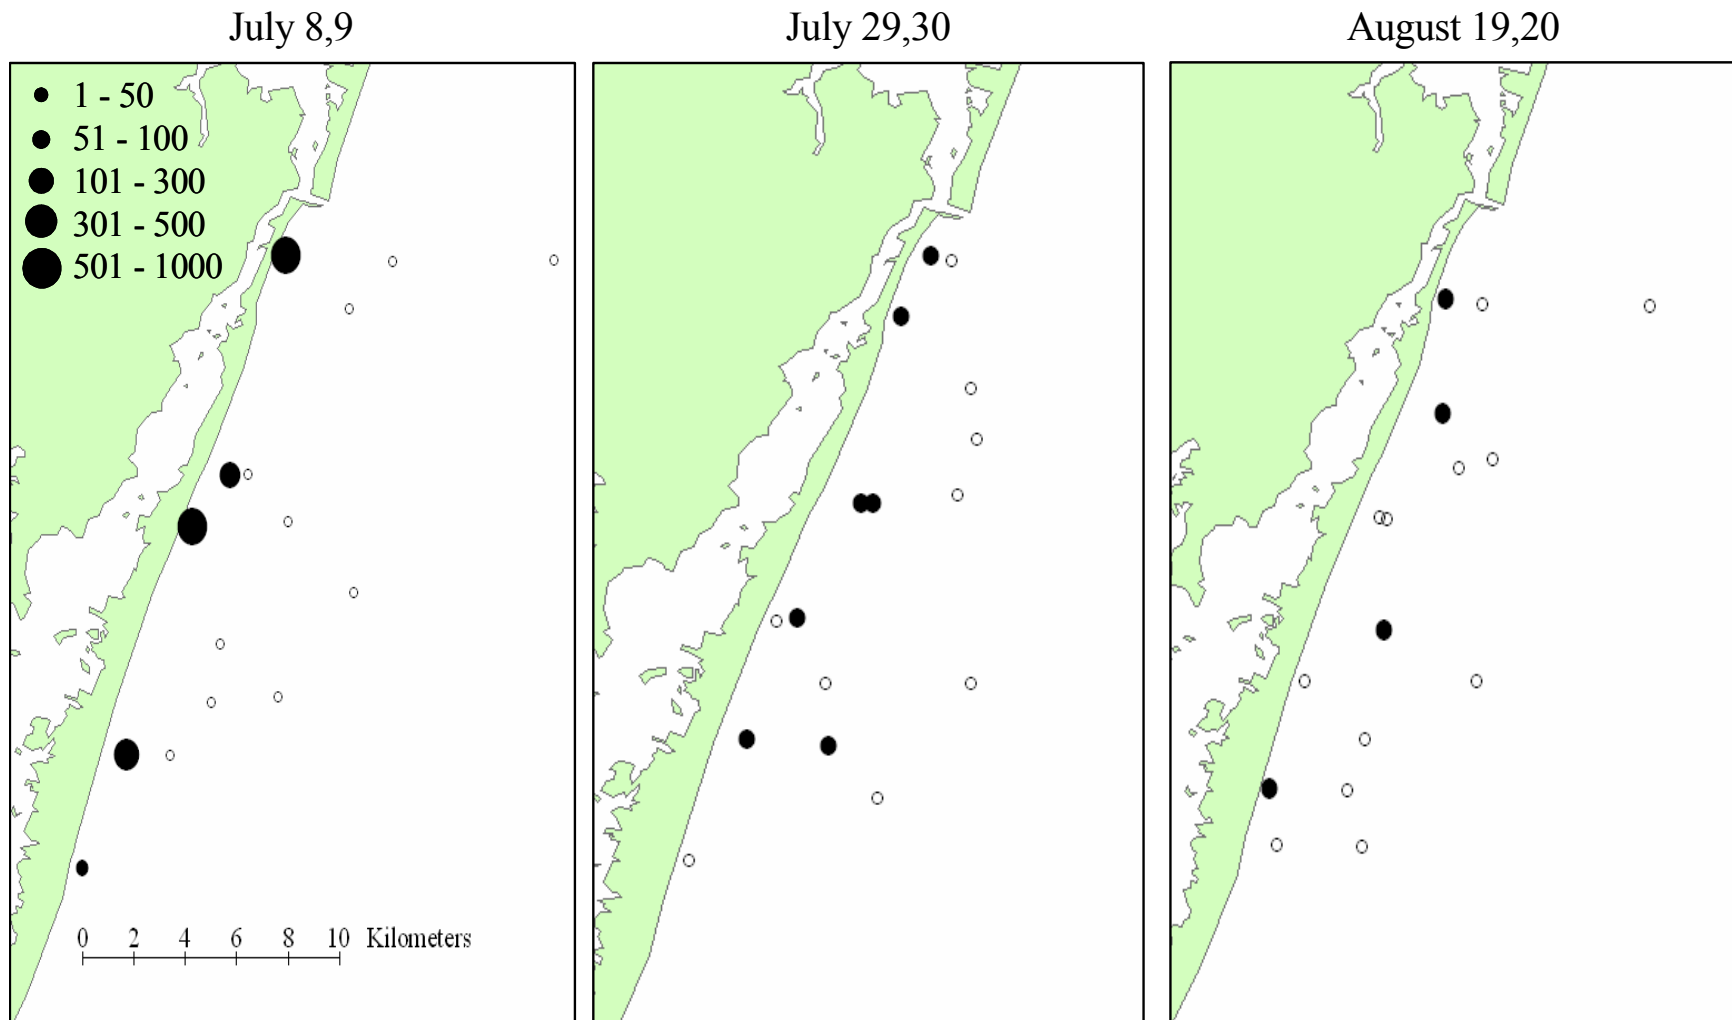 July 8,9
July 29,30
August 19,20
1 - 50
51 - 100
101 - 300
301 - 500
501 - 1000
0 2 4 6 8 10 Kilometers